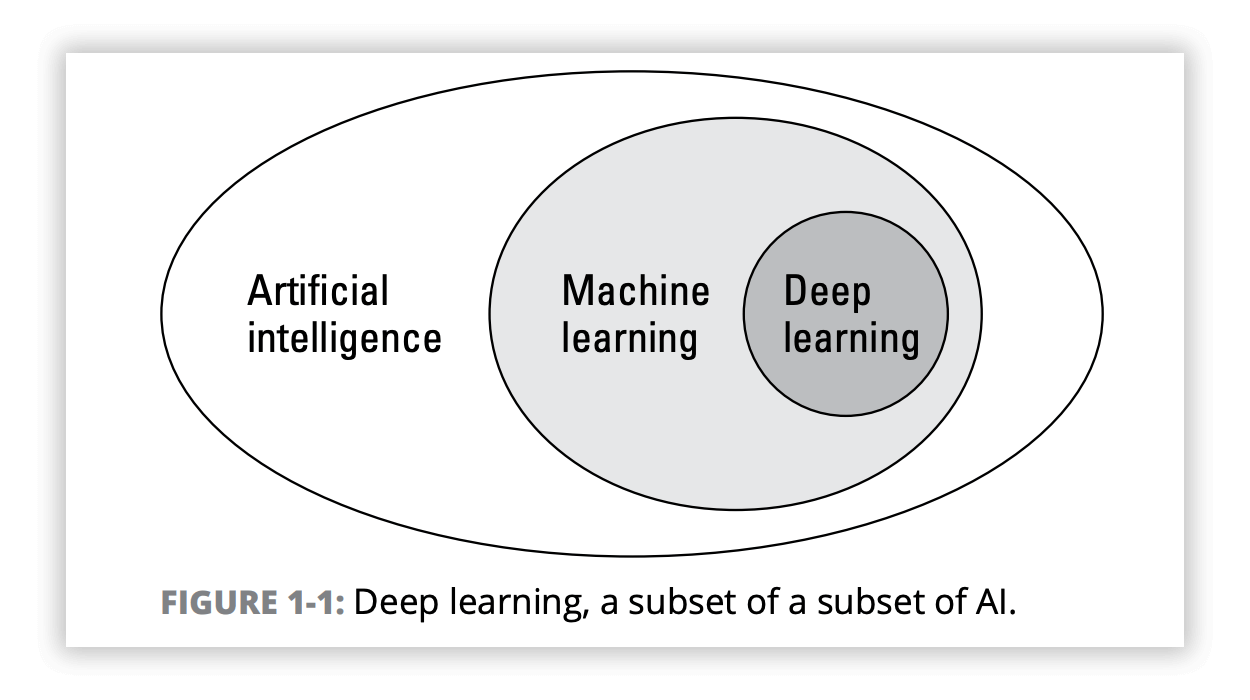 Artificial
intelligence
Machine
learning
Deep
learning
FIGURE 1-1: Deep learning, a subset of a subset of AI.